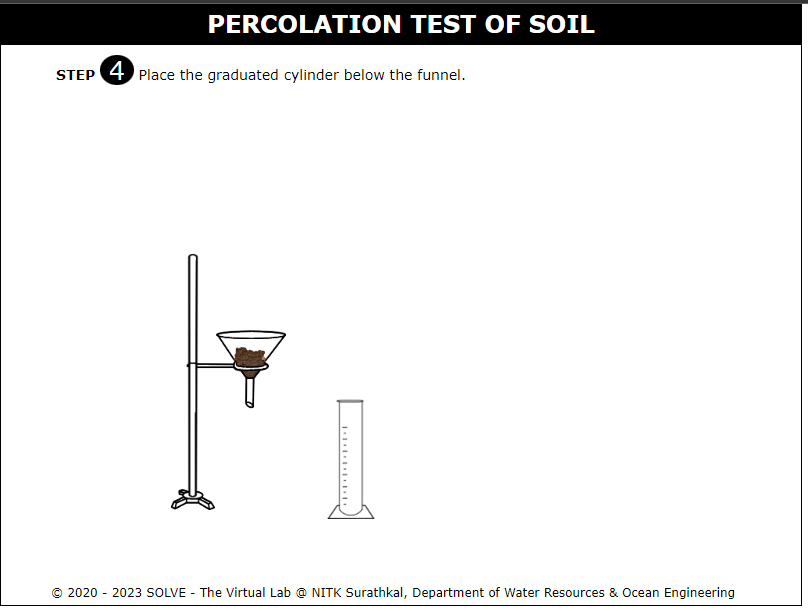 PERCOLATION TEST OF SOIL
STEP 4 Place the graduated cylinder below the funnel.
© 2020 - 2023 SOLVE - The Virtual Lab @ NITK Surathkal, Department of Water Resources & Ocean Engineering